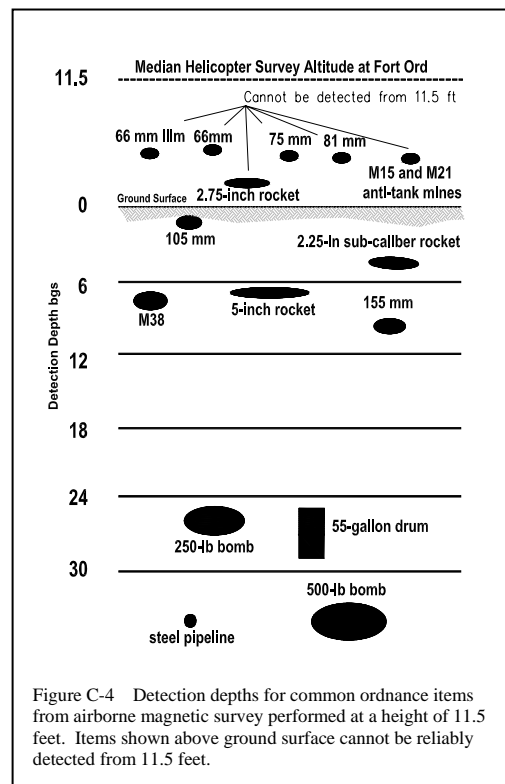 Median Helicopter Survey Altitude at Fort Ord
11.5
Cannot be detected from 11.5 ft
66 mm Illm 66mm 75 mm 81 mm
M15 and M21
anti-tank mines
2.75-inch rocket
Ground Surface
0
105 mm
2.25-In sub-caliber rocket
6
M38
5-inch rocket
155 mm
12
18
24
250-lb bomb
55-gallon drum
30
500-lb bomb
steel pipeline
Detection Depth bgs
Figure C-4 Detection depths for common ordnance items
from airborne magnetic survey performed at a height of 11.5
feet. Items shown above ground surface cannot be reliably
detected from 11.5 feet.